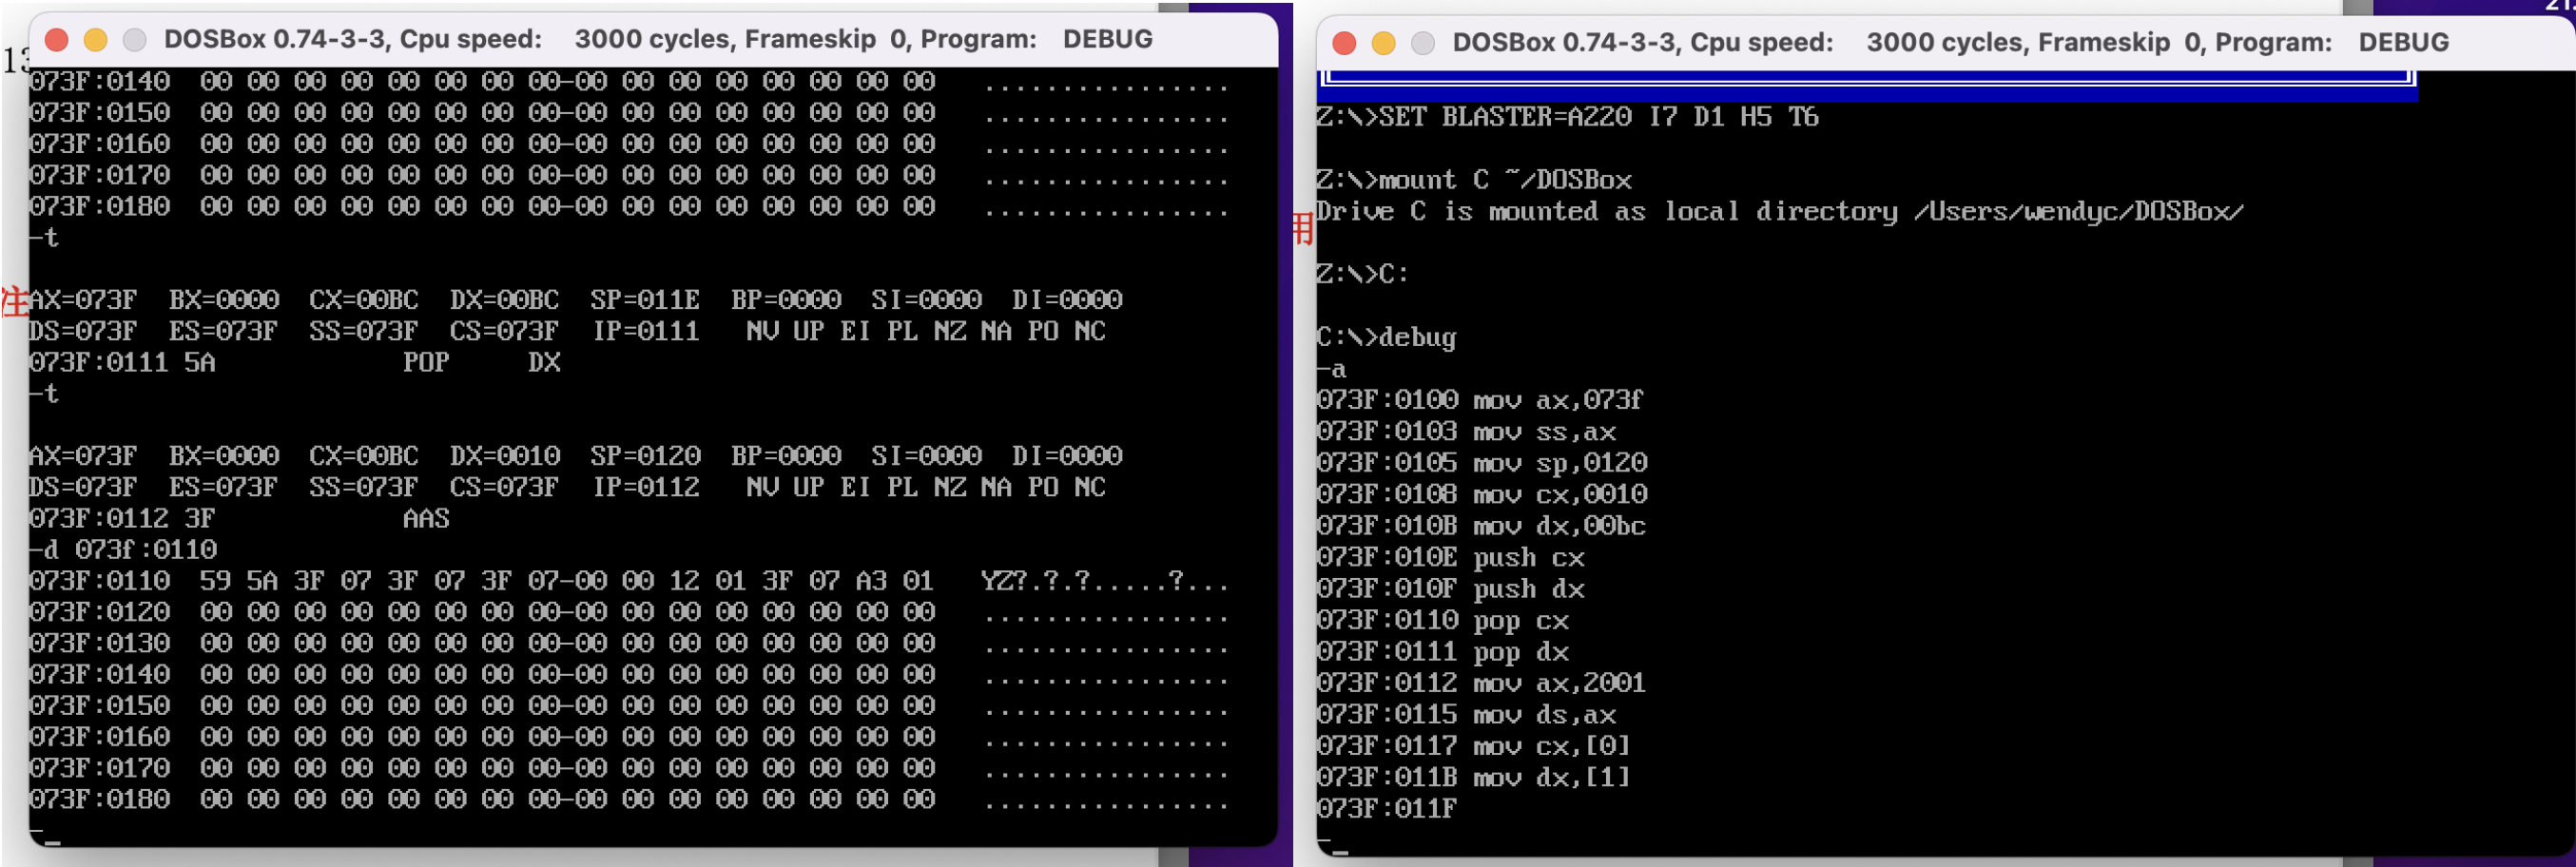 DOSBox 0.74-3-3, Cpu speed: 3000 cycles, Frameskip 0, Program: DEBUG
13
073F:0140 00 00 00 00 00 00 00 00-00 00 00 00 00 00 00 00 ................
073F:0150 00 00 00 00 00 00 00 00-00 00 00 00 00 00 00 00 ................
073F:0160 00 00 00 00 00 00 00 00-00 00 00 00 00 00 00 00 ................
073F:0170 00 00 00 00 00 00 00 00-00 00 00 00 00 00 00 00 ................
073F:0180 00 00 00 00 00 00 00 00-00 00 00 00 00 00 00 00 ................
-t
注
AX=073F BX=0000 CX=00BC DX=00BC SP=011E BP=0000 SI=0000 DI=0000
DS=073F ES=073F SS=073F CS=073F IP=0111 NV UP EI PL NZ NA PO NC
073F:0111 5A POP DX
-t
AX=073F BX=0000 CX=00BC DX=0010 SP=0120 BP=0000 SI=0000 DI=0000
DS=073F ES=073F SS=073F CS=073F IP=0112 NV UP EI PL NZ NA PO NC
073F:0112 3F AAS
-d 073f:0110
073F:0110 59 5A 3F 07 3F 07 3F 07-00 00 12 01 3F 07 A3 01 YZ?.?.?.....?...
073F:0120 00 00 00 00 00 00 00 00-00 00 00 00 00 00 00 00 ................
073F:0130 00 00 00 00 00 00 00 00-00 00 00 00 00 00 00 00 ................
073F:0140 00 00 00 00 00 00 00 00-00 00 00 00 00 00 00 00 ................
073F:0150 00 00 00 00 00 00 00 00-00 00 00 00 00 00 00 00 ................
073F:0160 00 00 00 00 00 00 00 00-00 00 00 00 00 00 00 00 ................
073F:0170 00 00 00 00 00 00 00 00-00 00 00 00 00 00 00 00 ................
073F:0180 00 00 00 00 00 00 00 00-00 00 00 00 00 00 00 00 ................
-_
21.
DOSBox 0.74-3-3, Cpu speed: 3000 cycles, Frameskip 0, Program: DEBUG
Z:\>SET BLASTER=A220 I7 D1 H5 T6
Z:\>mount C ~/DOSBox
Drive C is mounted as local directory /Users/wendyc/DOSBox/
用
Z:\>C:
C:\>debug
-a
073F:0100 mov ax,073f
073F:0103 mov ss,ax
073F:0105 mov sp,0120
073F:0108 mov cx,0010
073F:010B mov dx,00bc
073F:010E push cx
073F:010F push dx
073F:0110 pop cx
073F:0111 pop dx
073F:0112 mov ax,2001
073F:0115 mov ds,ax
073F:0117 mov cx,[0]
073F:011B mov dx,[1]
073F:011F
-_